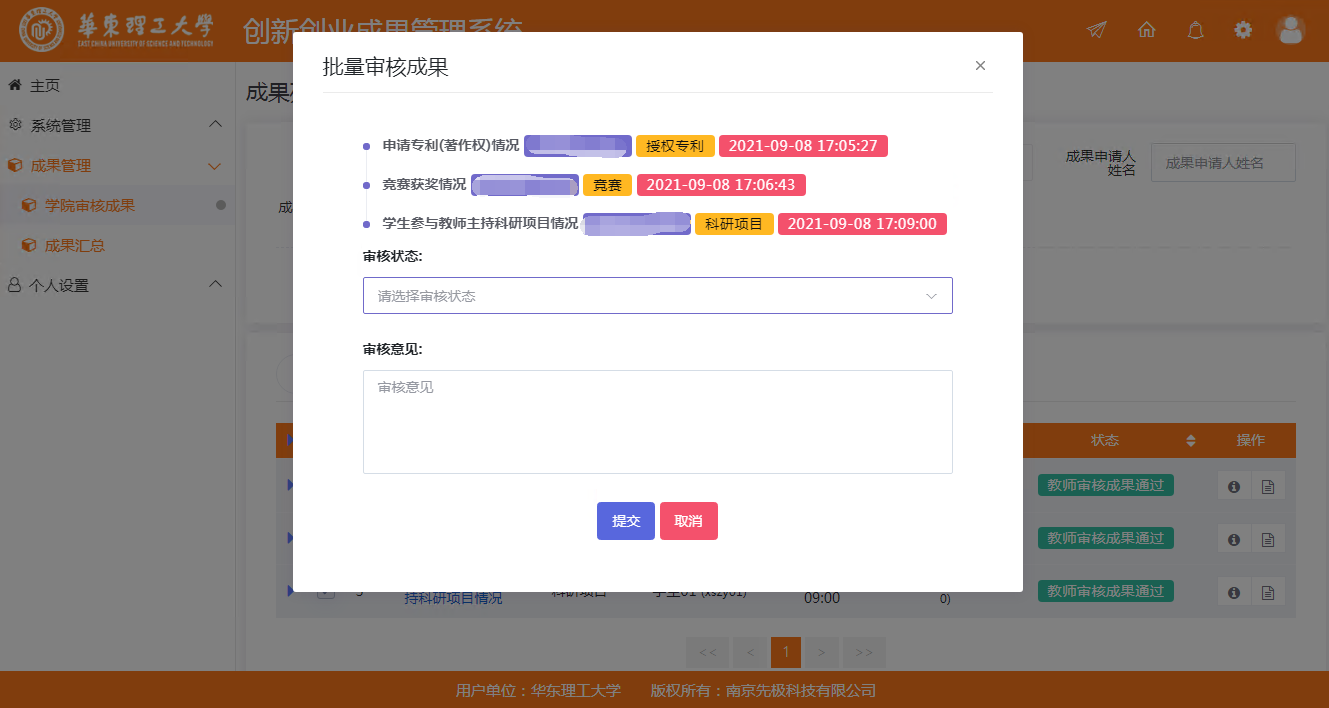 華東理工大学
EAST CHINA UNIVERSITY OF SCIENCE AND TECHNOLOGY
创新创业成果管理系统
主页
系统管理
成果管理
学院审核成果
成果汇总
个人设置
成果
成果申请人
姓名
成果申请人姓名
成
批量审核成果
×
申请专利(著作权)情况 授权专利 2021-09-08 17:05:27
竞赛获奖情况 竞赛 2021-09-08 17:06:43
学生参与教师主持科研项目情况 科研项目 2021-09-08 17:09:00
审核状态:
请选择审核状态
审核意见:
审核意见
提交 取消
状态 操作
教师审核成果通过
教师审核成果通过
教师审核成果通过
持科研项目情况 科研项目 学生01 (xszy01) 09:00 0)
<< < 1 > >>
用户单位：华东理工大学 版权所有：南京先极科技有限公司